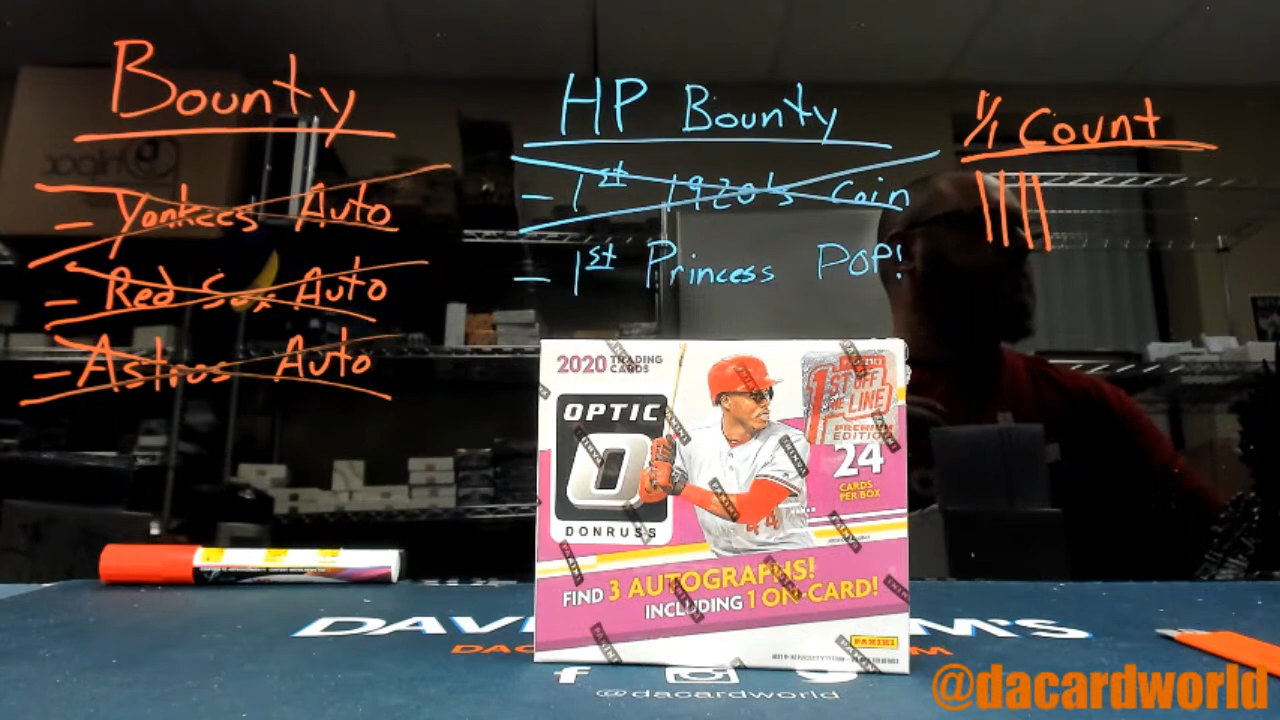 Bounty
- Yankees Auto
- Red Sox Auto
- Astros Auto
HP Bounty
- 1st 1920's Coin
- 1st Princess POP!
1/1 Count
2020 TRADING CARDS
OPTIC
DONRUSS
PANINI
1ST OFF
THE LINE
PREMIUM
EDITION
24
CARDS
PER BOX
FIND 3 AUTOGRAPHS!
INCLUDING 1 ON-CARD!
PANINI
@dacardworld
@dacardworld